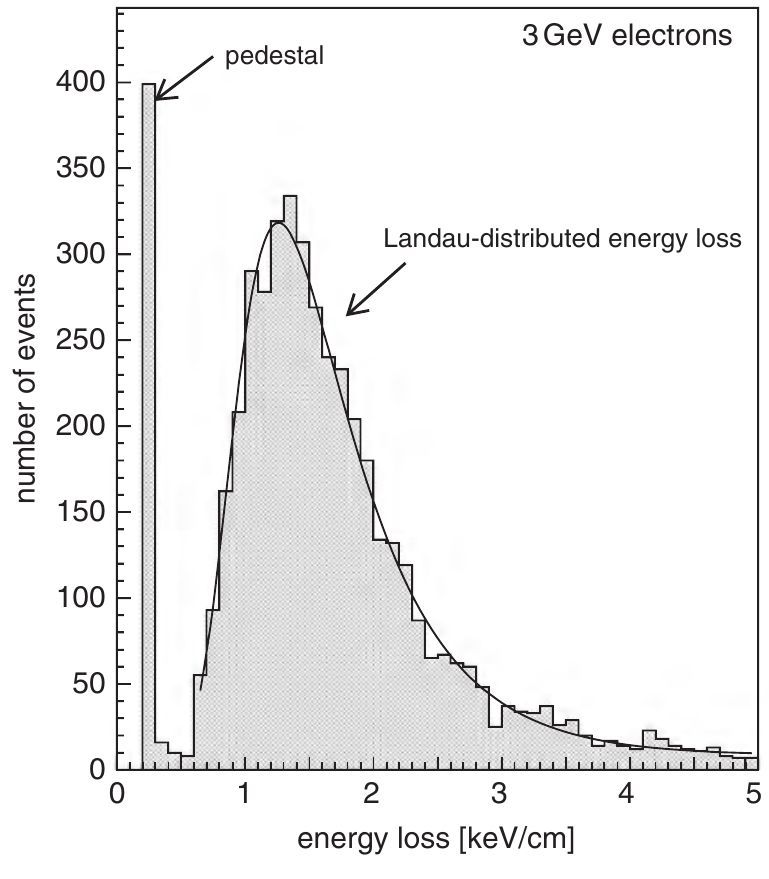 3 GeV electrons
pedestal
Landau-distributed energy loss
number of events
400
350
300
250
200
150
100
50
0
0 1 2 3 4 5
energy loss [keV/cm]